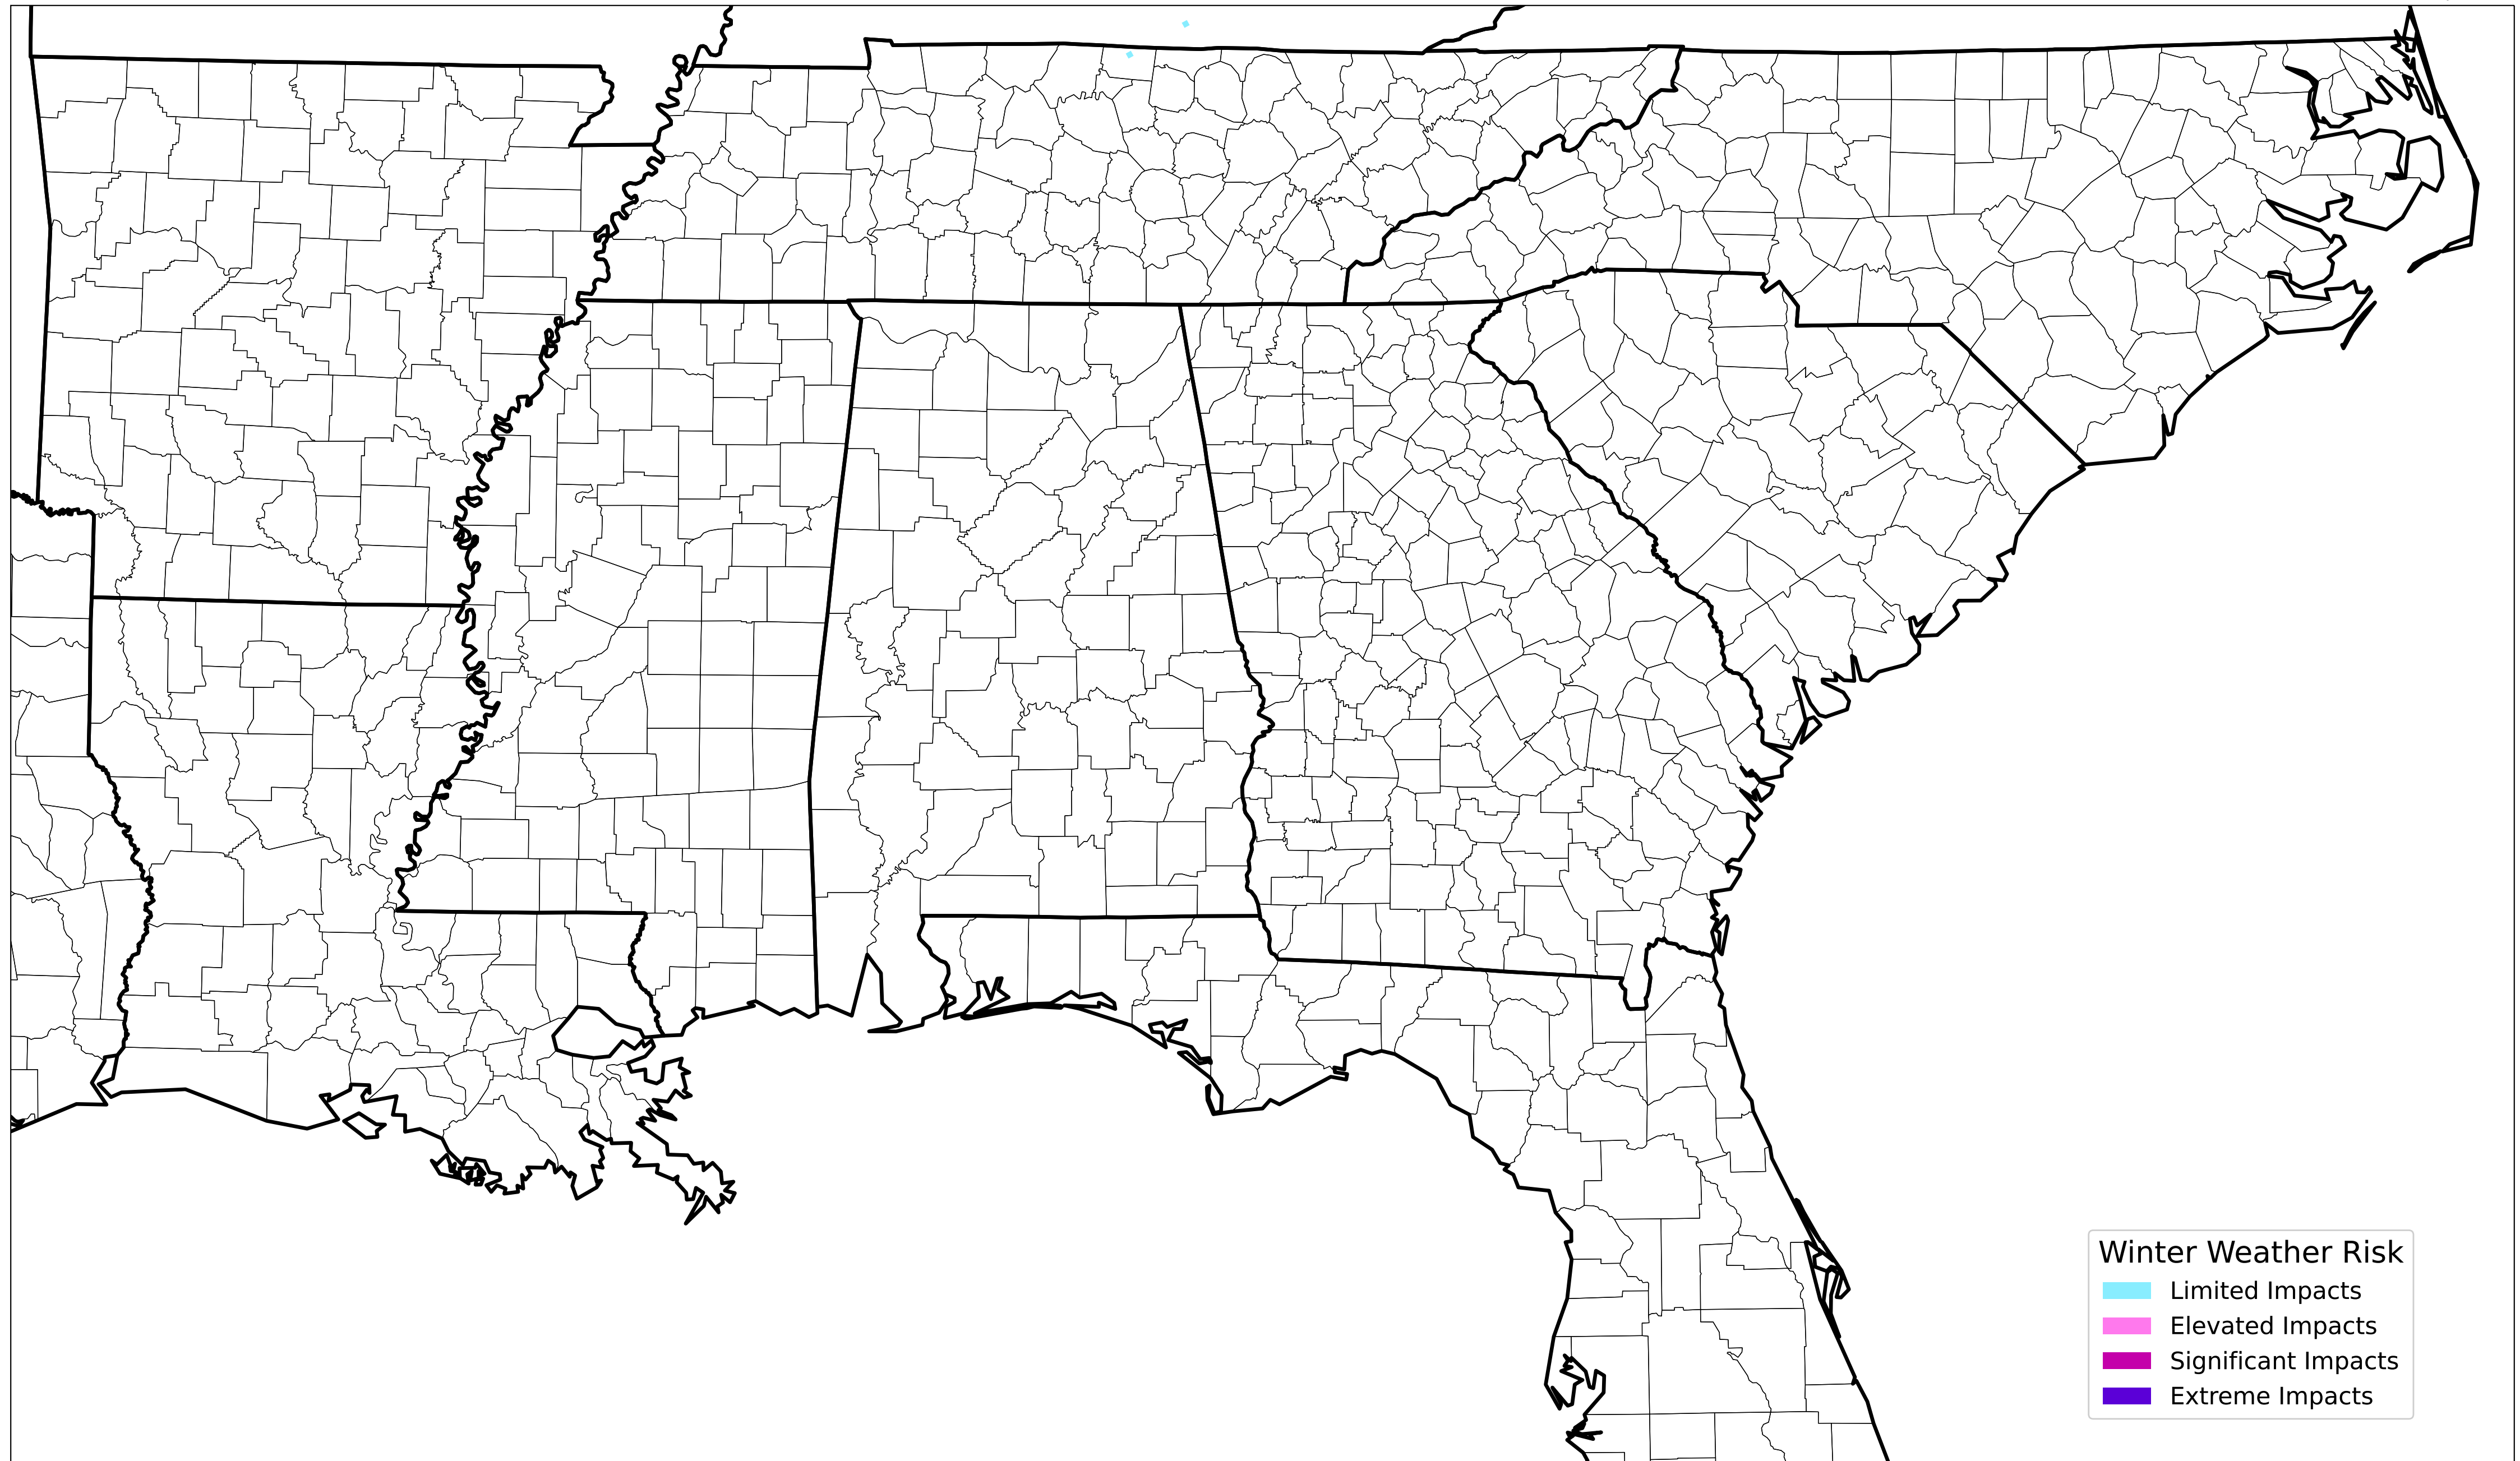 Winter Weather Risk
Limited Impacts
Elevated Impacts
Significant Impacts
Extreme Impacts